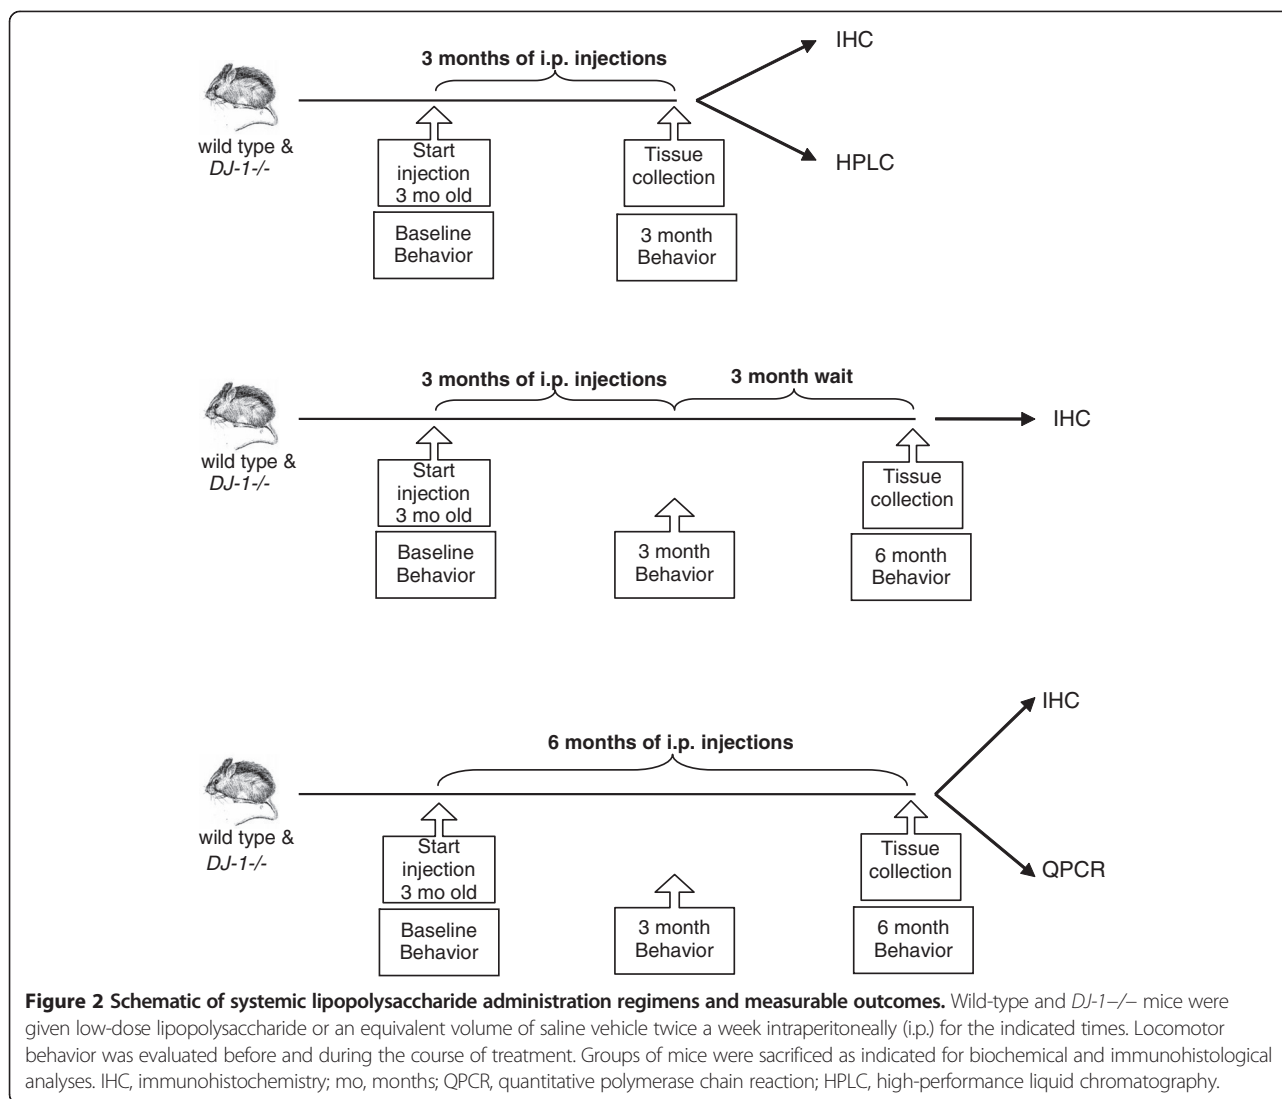 3 months of i.p. injections
IHC
HPLC
wild type &
DJ-1-/-
Start
injection
3 mo old
Baseline
Behavior
Tissue
collection
3 month
Behavior
3 months of i.p. injections
3 month wait
IHC
wild type &
DJ-1-/-
Start
injection
3 mo old
Baseline
Behavior
3 month
Behavior
Tissue
collection
6 month
Behavior
6 months of i.p. injections
IHC
QPCR
wild type &
DJ-1-/-
Start
injection
3 mo old
Baseline
Behavior
3 month
Behavior
Tissue
collection
6 month
Behavior
Figure 2 Schematic of systemic lipopolysaccharide administration regimens and measurable outcomes. Wild-type and DJ-1−/− mice were
given low-dose lipopolysaccharide or an equivalent volume of saline vehicle twice a week intraperitoneally (i.p.) for the indicated times. Locomotor
behavior was evaluated before and during the course of treatment. Groups of mice were sacrificed as indicated for biochemical and immunohistological
analyses. IHC, immunohistochemistry; mo, months; QPCR, quantitative polymerase chain reaction; HPLC, high-performance liquid chromatography.